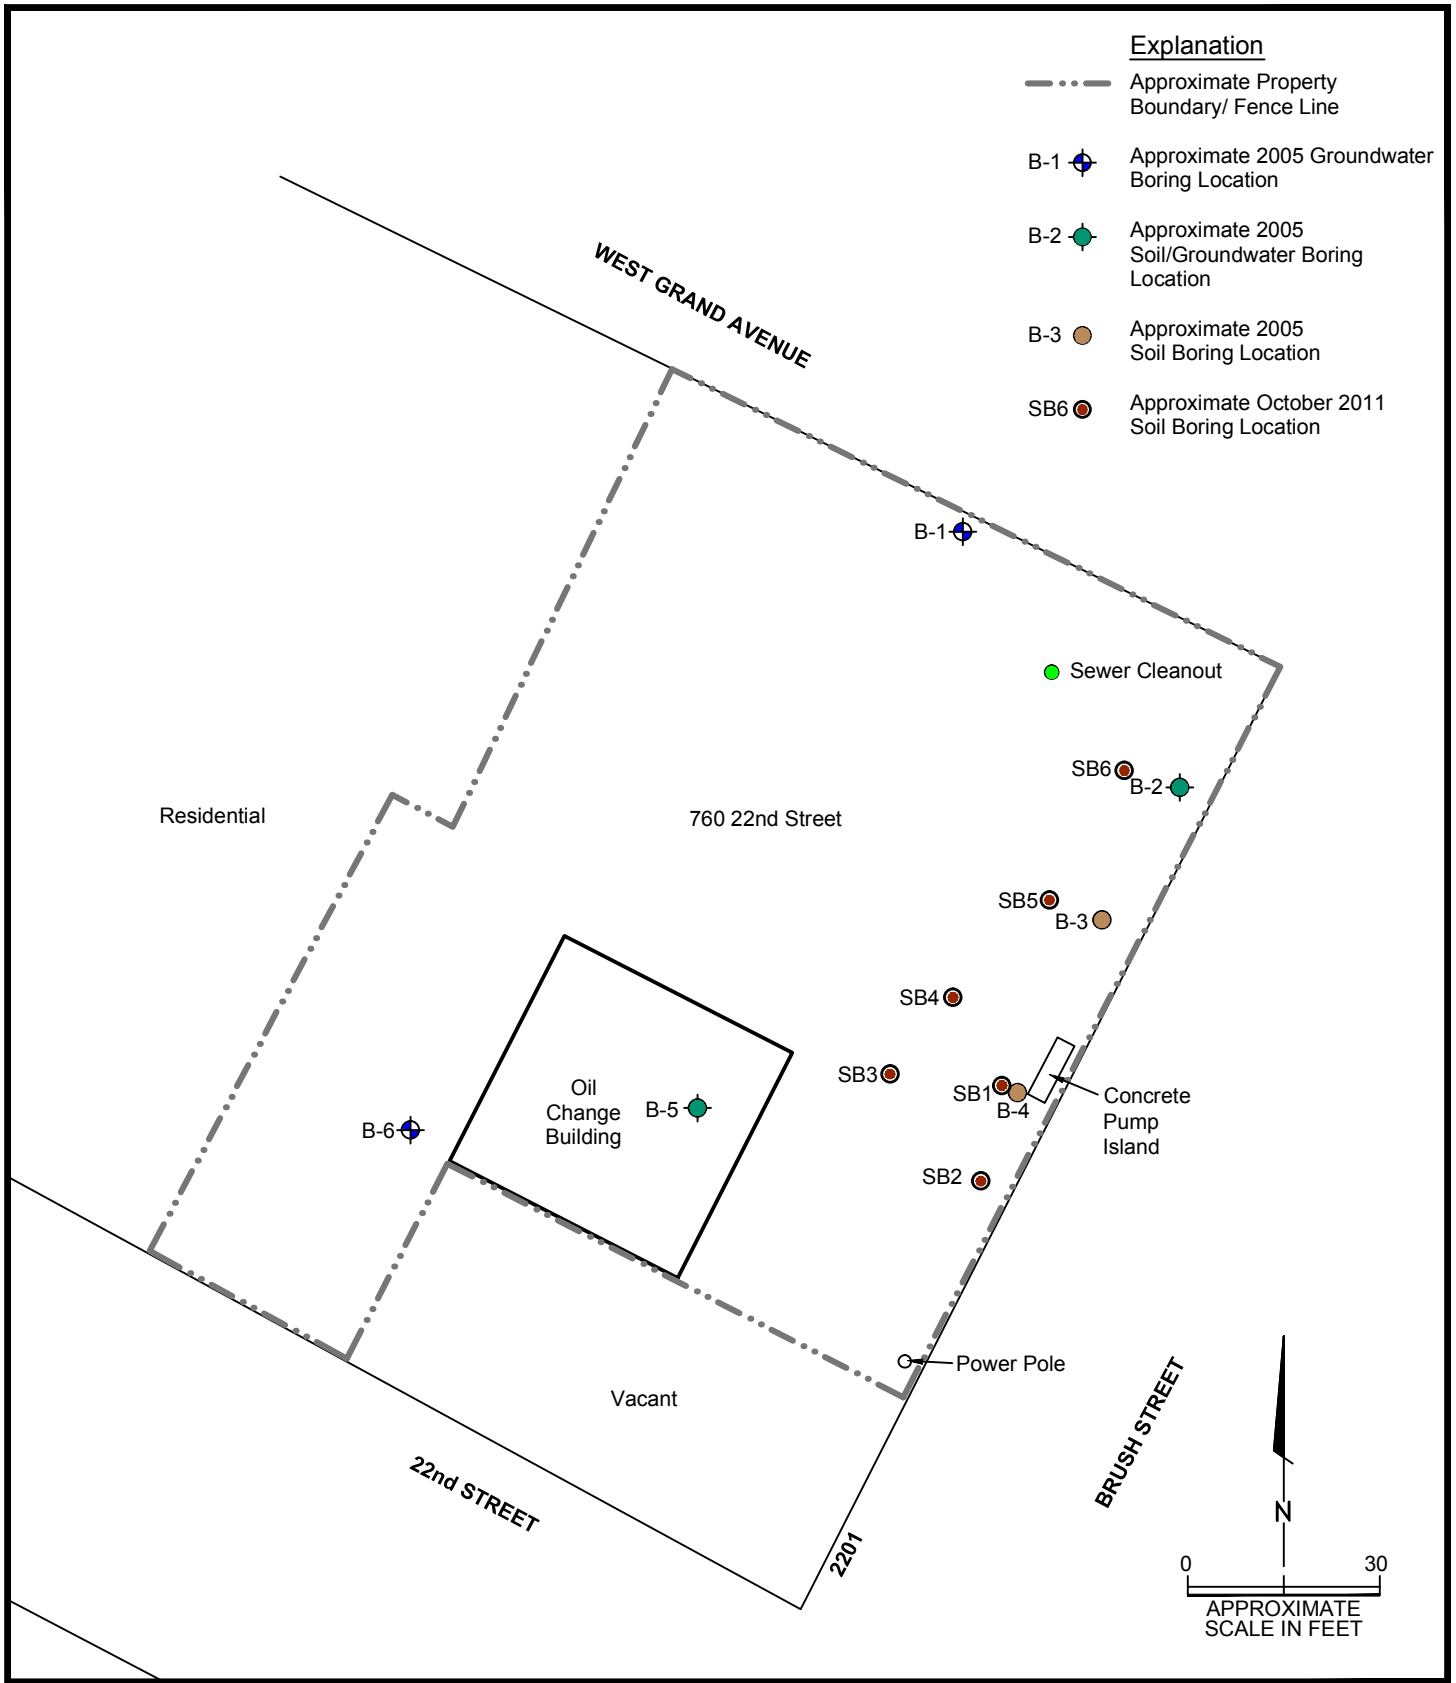 Explanation
Approximate Property
Boundary/ Fence Line
B-1
Approximate 2005 Groundwater
Boring Location
B-2
Approximate 2005
Soil/Groundwater Boring
Location
B-3
Approximate 2005
Soil Boring Location
SB6
Approximate October 2011
Soil Boring Location
WEST GRAND AVENUE
B-1
Sewer Cleanout
SB6
B-2
Residential
760 22nd Street
SB5
B-3
SB4
SB3
SB1
B-4
Concrete
Pump
Island
Oil
Change
Building
B-5
B-6
SB2
Power Pole
Vacant
BRUSH STREET
22nd STREET
2201
N
0 30
APPROXIMATE
SCALE IN FEET